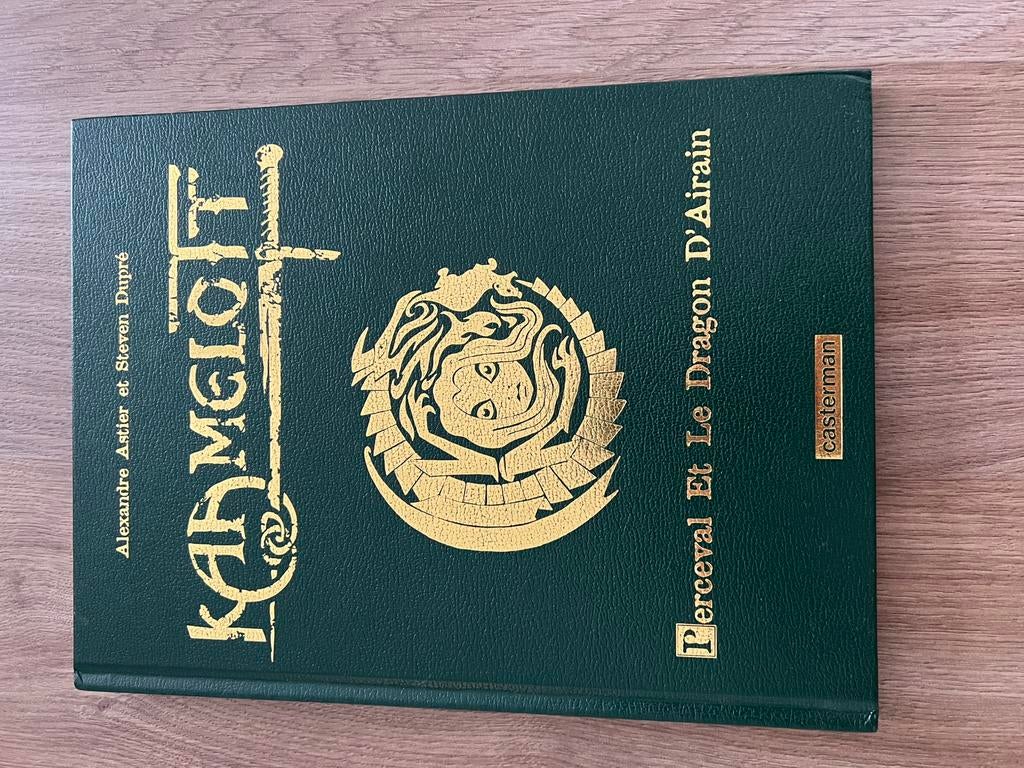 Alexandre Astier et Steven Dupré
KAAMELOTT
Perceval Et Le Dragon D'Airain
casterman